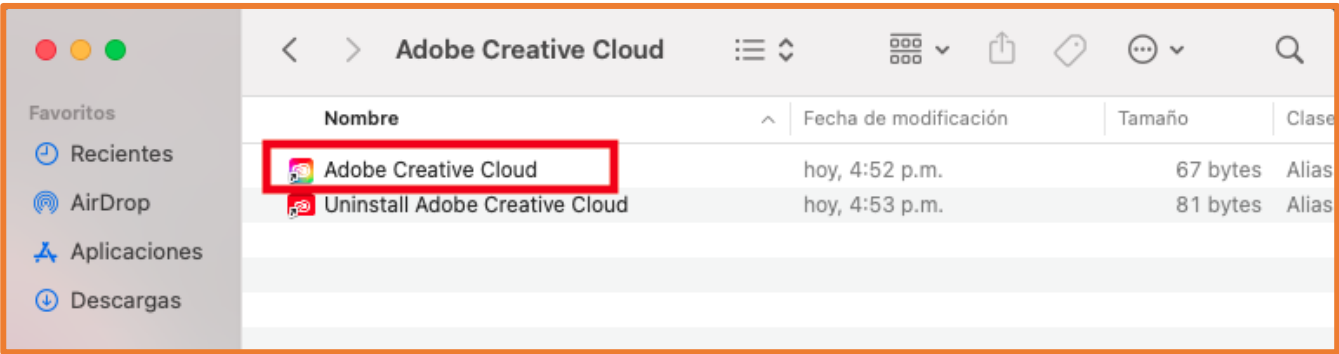 Adobe Creative Cloud
Favoritos
Nombre Fecha de modificación Tamaño Clase
Recientes
Adobe Creative Cloud hoy, 4:52 p.m. 67 bytes Alias
AirDrop
Uninstall Adobe Creative Cloud hoy, 4:53 p.m. 81 bytes Alias
Aplicaciones
Descargas